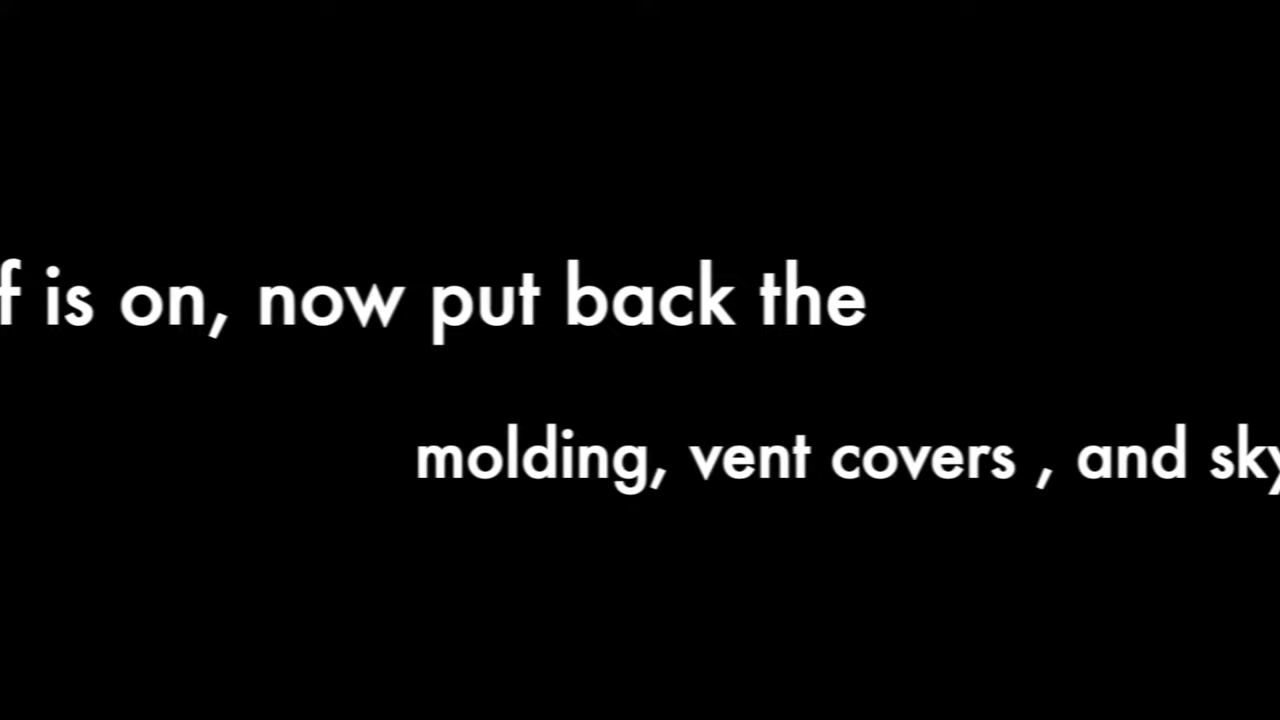 is on, now put back the
molding, vent covers , and